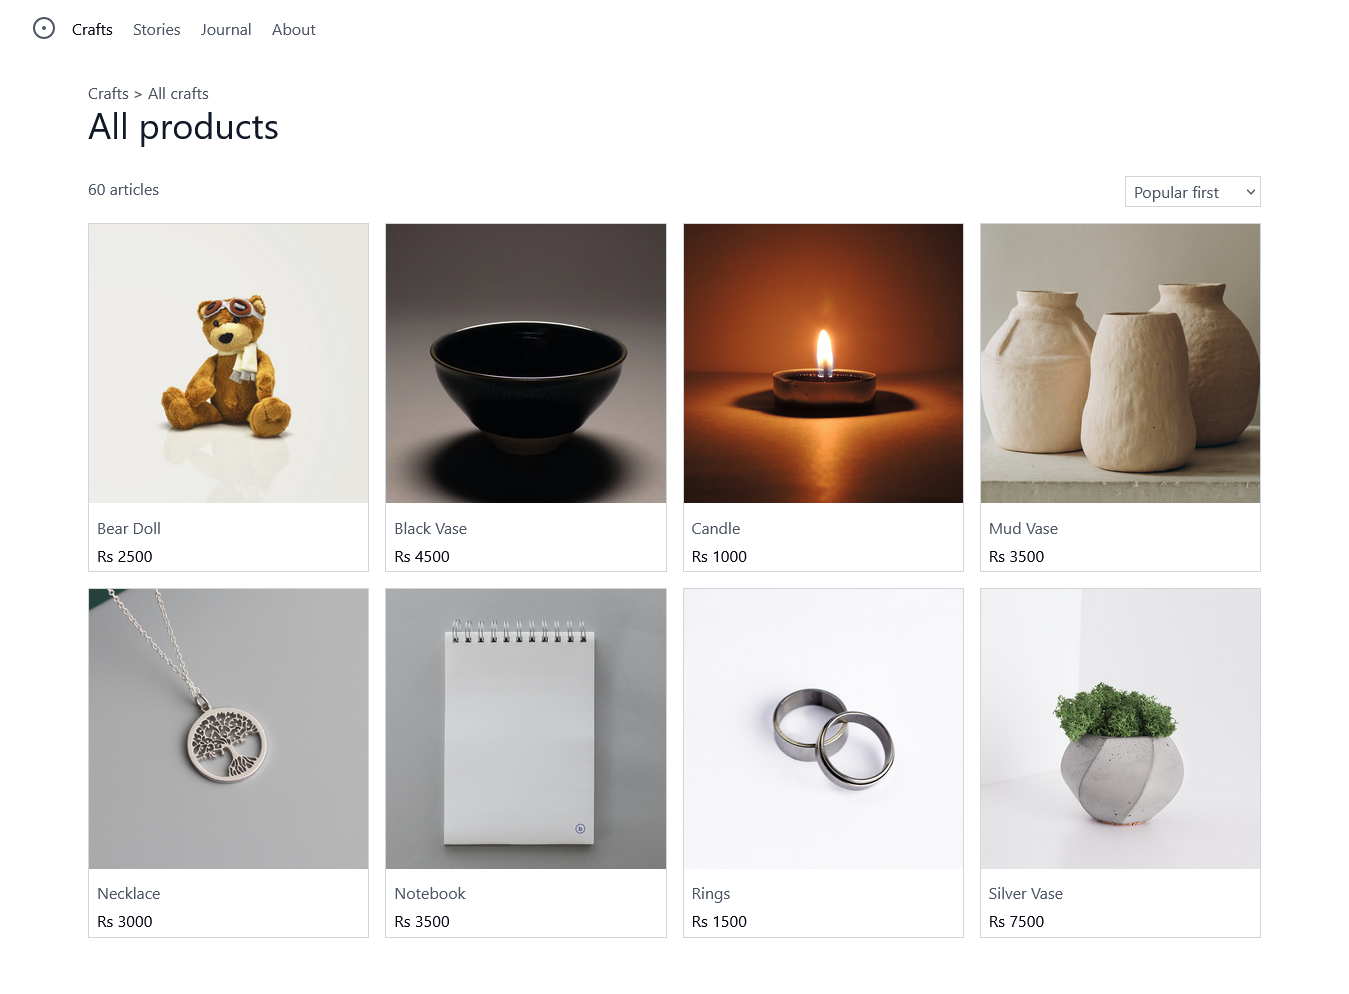 Crafts Stories Journal About
Crafts > All crafts
All products
60 articles
Popular first
Bear Doll
Rs 2500
Black Vase
Rs 4500
Candle
Rs 1000
Mud Vase
Rs 3500
Necklace
Rs 3000
Notebook
Rs 3500
Rings
Rs 1500
Silver Vase
Rs 7500